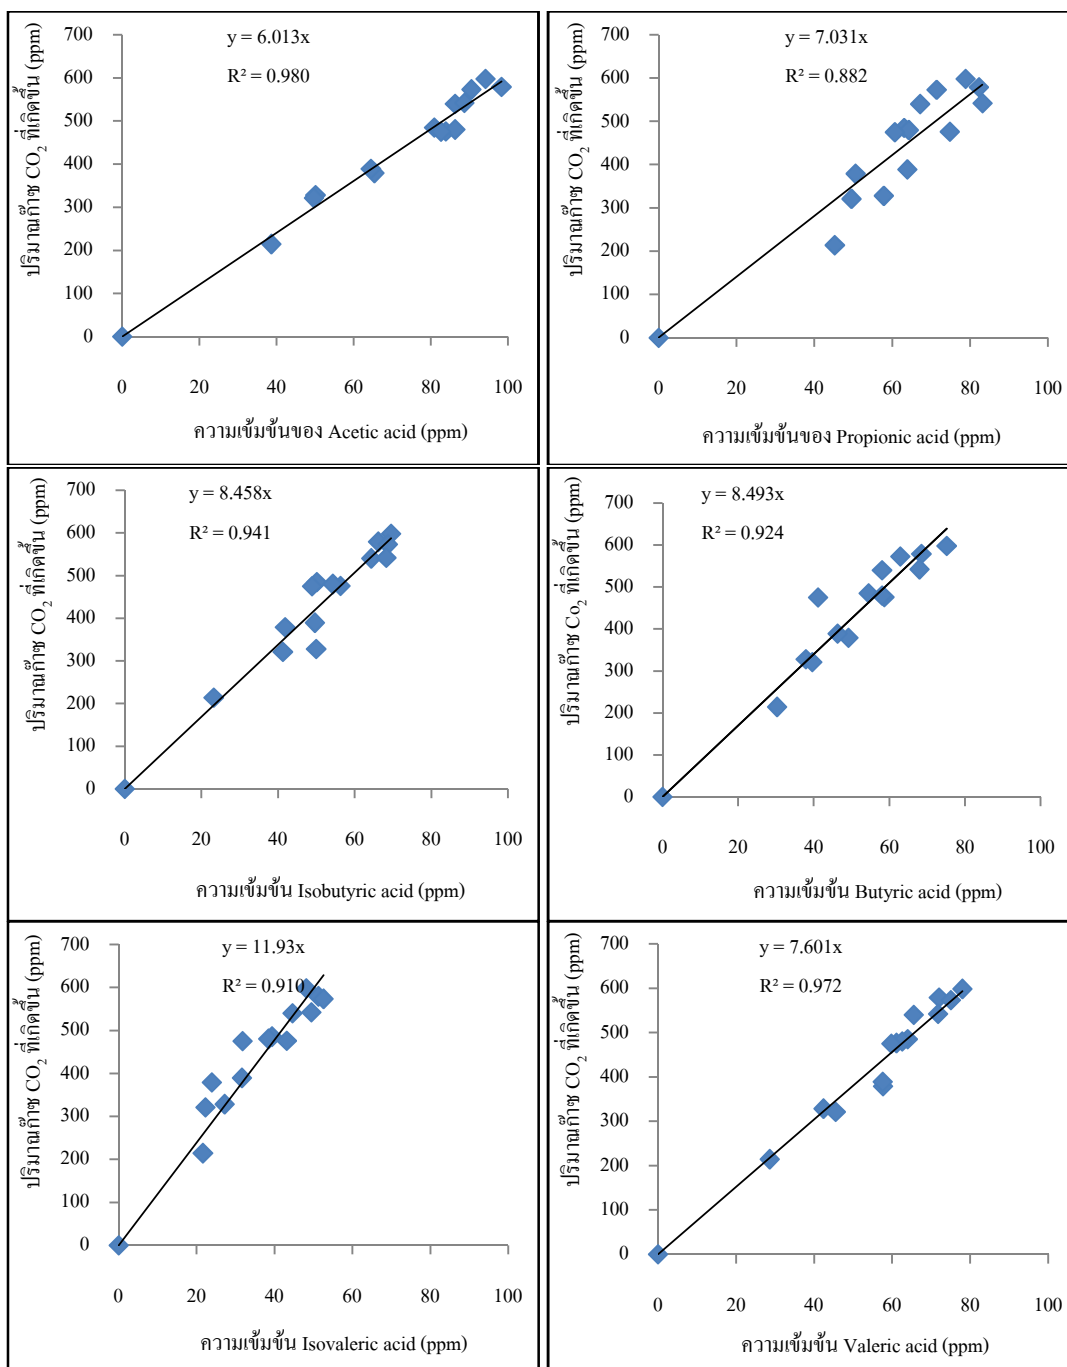 y = 6.013x
R² = 0.980
ปริมาณก๊าซ CO2 ที่เกิดขึ้น (ppm)
700
600
500
400
300
200
100
0
0 20 40 60 80 100
ความเข้มข้นของ Acetic acid (ppm)
y = 7.031x
R² = 0.882
ปริมาณก๊าซ CO2 ที่เกิดขึ้น (ppm)
700
600
500
400
300
200
100
0
0 20 40 60 80 100
ความเข้มข้นของ Propionic acid (ppm)
y = 8.458x
R² = 0.941
ปริมาณก๊าซ CO2 ที่เกิดขึ้น (ppm)
700
600
500
400
300
200
100
0
0 20 40 60 80 100
ความเข้มข้น Isobutyric acid (ppm)
y = 8.493x
R² = 0.924
ปริมาณก๊าซ Co2 ที่เกิดขึ้น (ppm)
700
600
500
400
300
200
100
0
0 20 40 60 80 100
ความเข้มข้น Butyric acid (ppm)
y = 11.93x
R² = 0.910
ปริมาณก๊าซ CO2 ที่เกิดขึ้น (ppm)
700
600
500
400
300
200
100
0
0 20 40 60 80 100
ความเข้มข้น Isovaleric acid (ppm)
y = 7.601x
R² = 0.972
ปริมาณก๊าซ CO2 ที่เกิดขึ้น (ppm)
700
600
500
400
300
200
100
0
0 20 40 60 80 100
ความเข้มข้น Valeric acid (ppm)